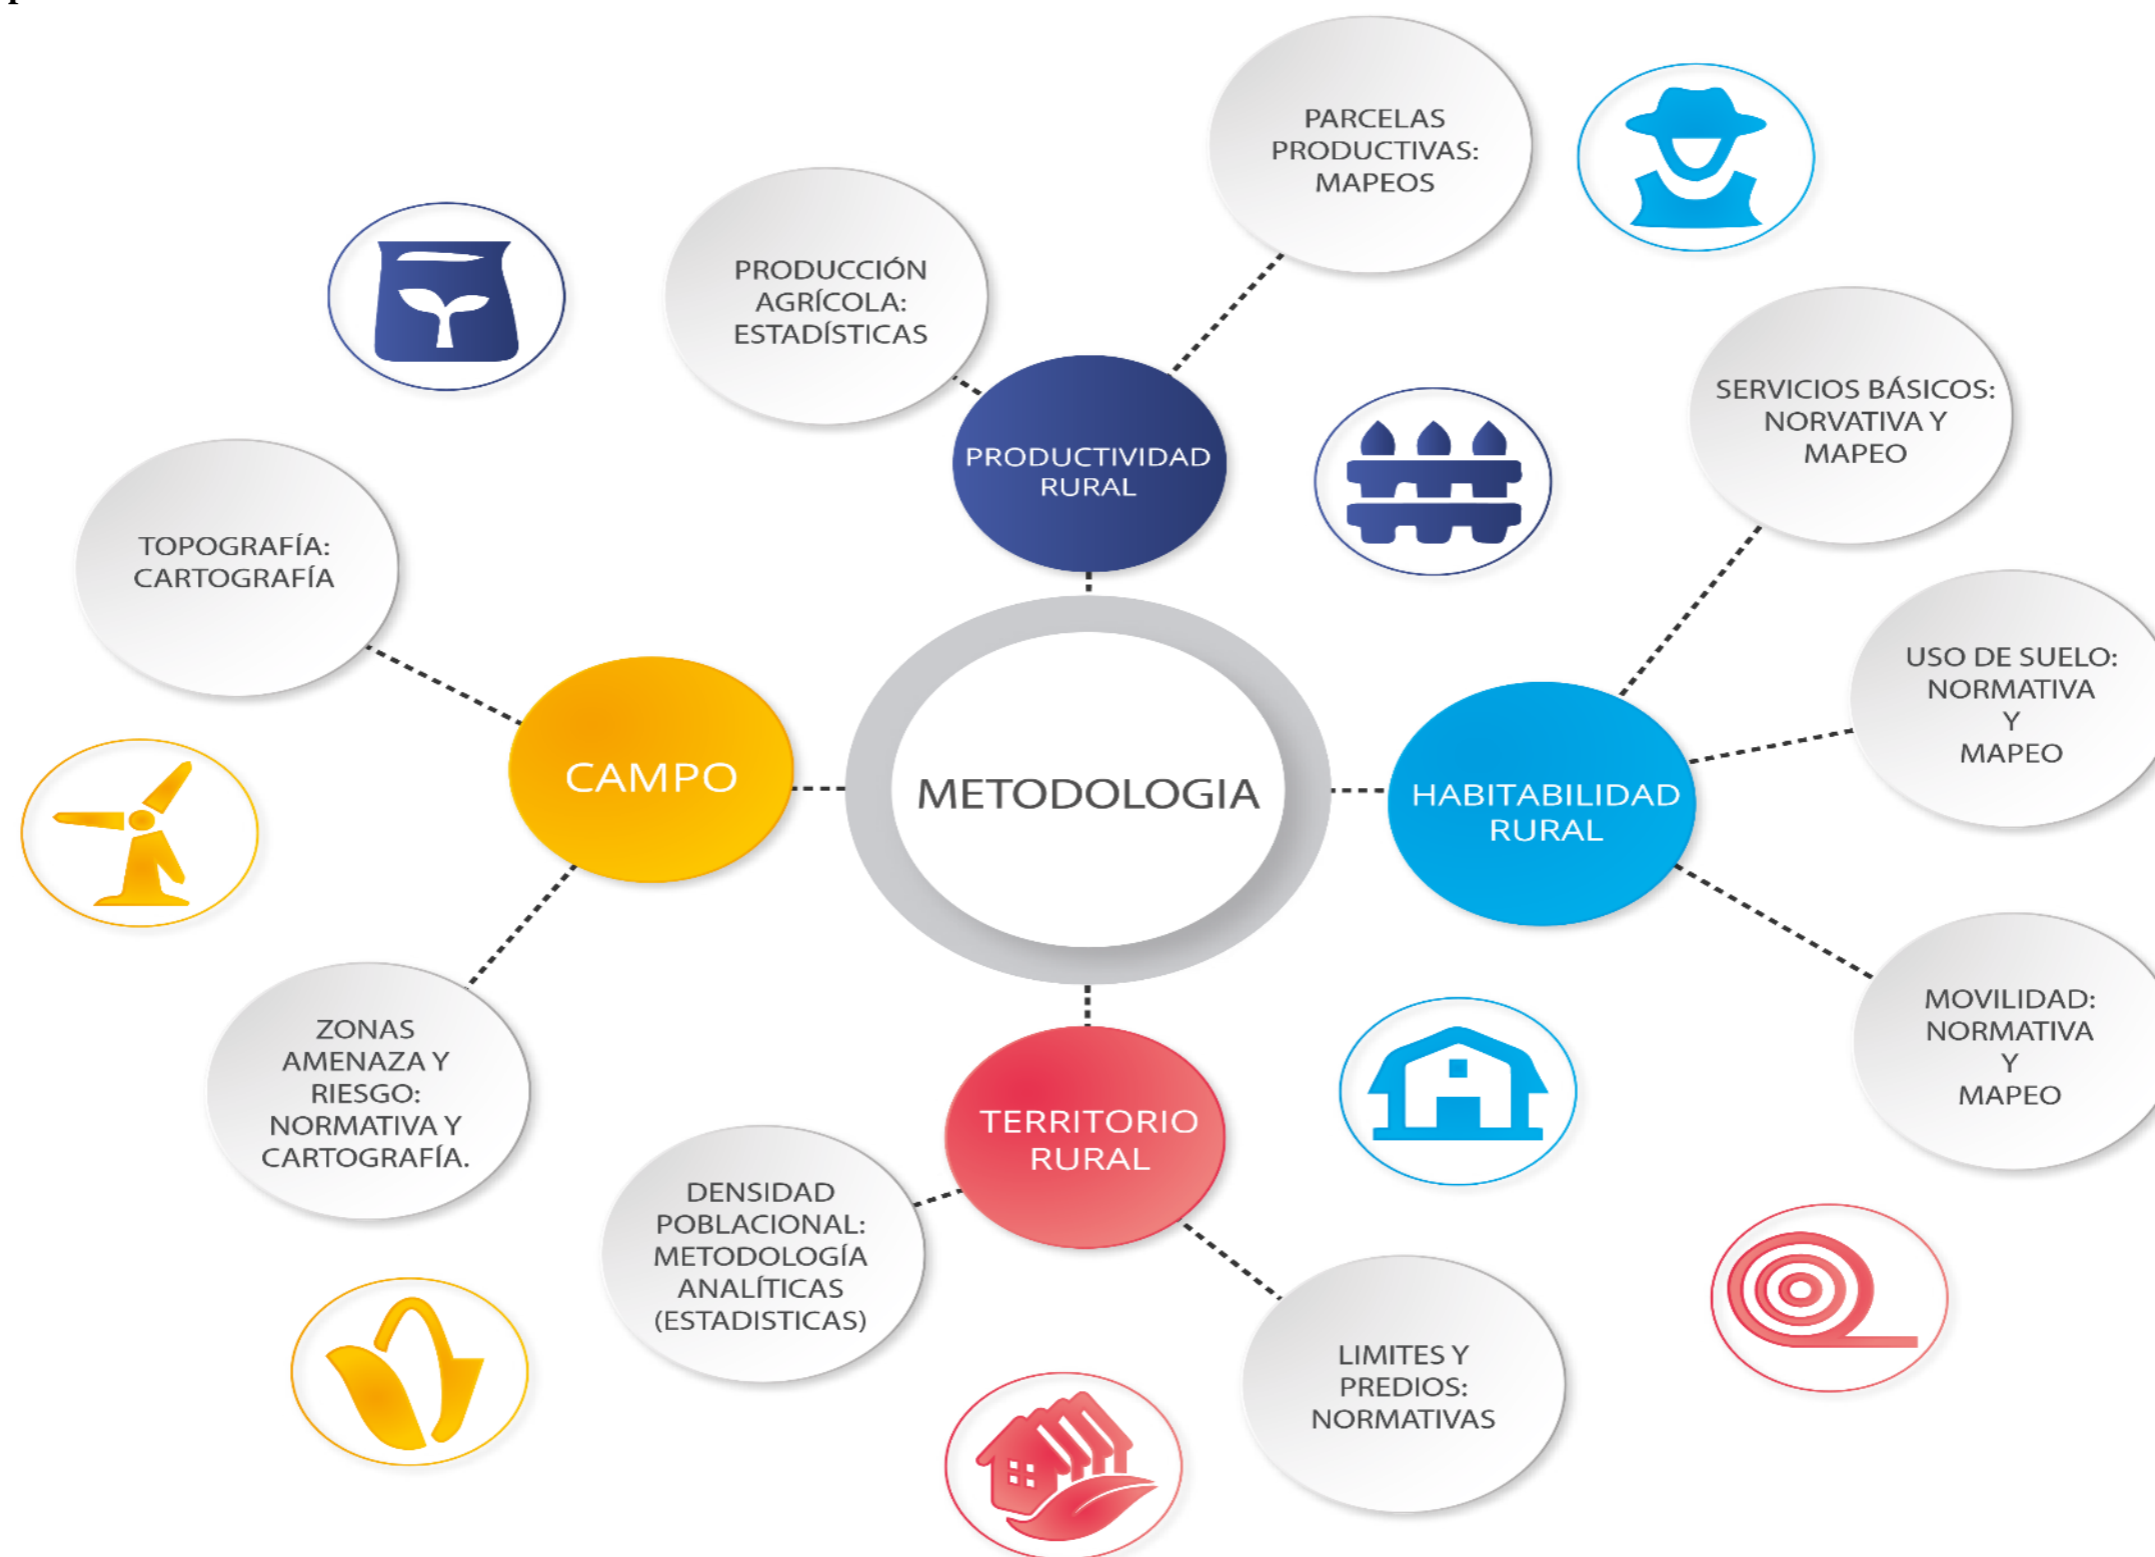 PARCELAS
PRODUCTIVAS:
MAPEOS
PRODUCCIÓN
AGRÍCOLA:
ESTADÍSTICAS
PRODUCTIVIDAD
RURAL
SERVICIOS BÁSICOS:
NORVATIVA Y
MAPEO
TOPOGRAFÍA:
CARTOGRAFÍA
USO DE SUELO:
NORMATIVA
Y
MAPEO
CAMPO
METODOLOGIA
HABITABILIDAD
RURAL
MOVILIDAD:
NORMATIVA
Y
MAPEO
ZONAS
AMENAZA Y
RIESGO:
NORMATIVA Y
CARTOGRAFÍA.
TERRITORIO
RURAL
DENSIDAD
POBLACIONAL:
METODOLOGÍA
ANALÍTICAS
(ESTADISTICAS)
LIMITES Y
PREDIOS:
NORMATIVAS